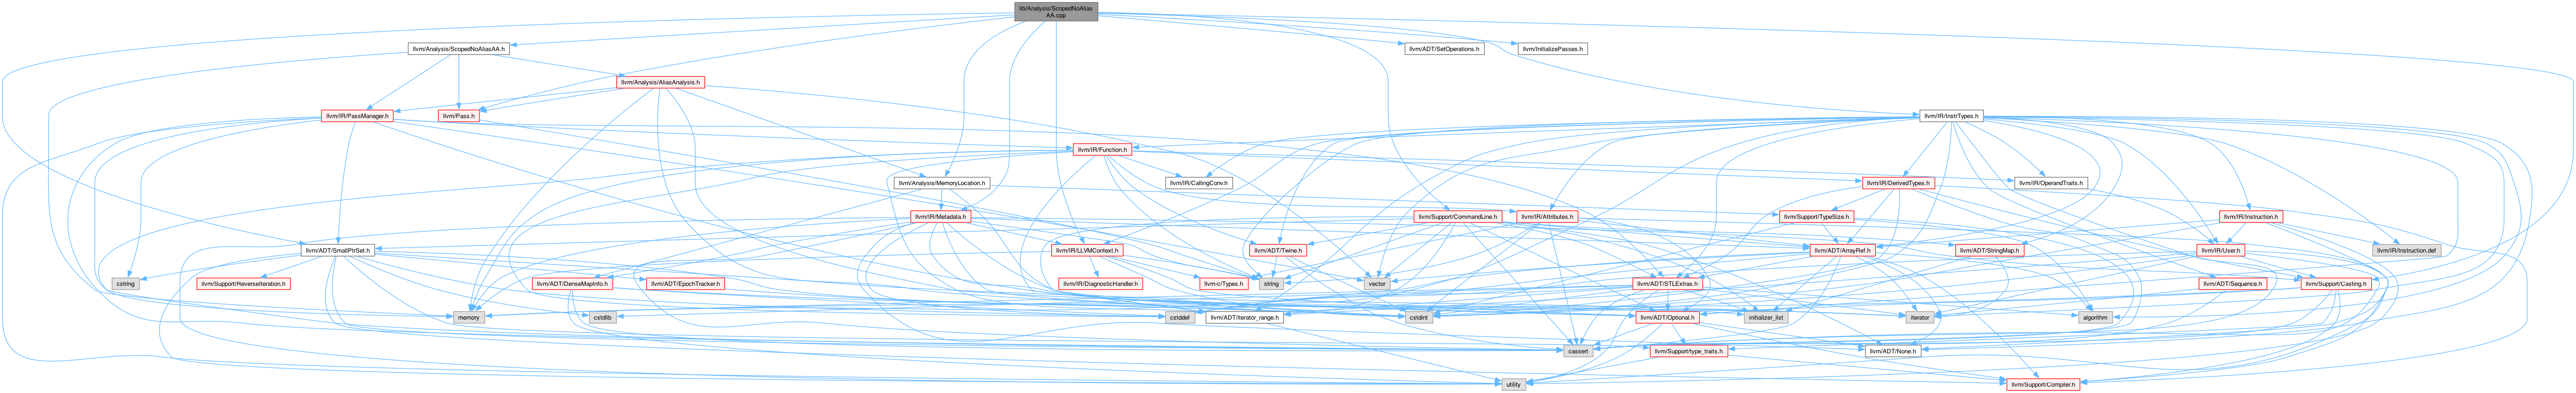 lib/Analysis/ScopedNoAlias
AA.cpp
llvm/Analysis/ScopedNoAliasAA.h
llvm/ADT/SetOperations.h
llvm/InitializePasses.h
llvm/Analysis/AliasAnalysis.h
llvm/IR/PassManager.h
llvm/Pass.h
llvm/IR/InstrTypes.h
llvm/IR/Function.h
llvm/Analysis/MemoryLocation.h
llvm/IR/CallingConv.h
llvm/IR/DerivedTypes.h
llvm/IR/OperandTraits.h
llvm/IR/Metadata.h
llvm/Support/CommandLine.h
llvm/IR/Attributes.h
llvm/Support/TypeSize.h
llvm/IR/Instruction.h
llvm/ADT/SmallPtrSet.h
llvm/IR/LLVMContext.h
llvm/ADT/Twine.h
llvm/ADT/ArrayRef.h
llvm/ADT/StringMap.h
llvm/IR/User.h
llvm/IR/Instruction.def
cstring
llvm/Support/ReverseIteration.h
llvm/ADT/DenseMapInfo.h
llvm/ADT/EpochTracker.h
llvm/IR/DiagnosticHandler.h
llvm-c/Types.h
string
vector
llvm/ADT/STLExtras.h
llvm/ADT/Sequence.h
llvm/Support/Casting.h
memory
cstdlib
cstddef
llvm/ADT/iterator_range.h
cstdint
llvm/ADT/Optional.h
initializer_list
iterator
algorithm
cassert
llvm/Support/type_traits.h
llvm/ADT/None.h
utility
llvm/Support/Compiler.h